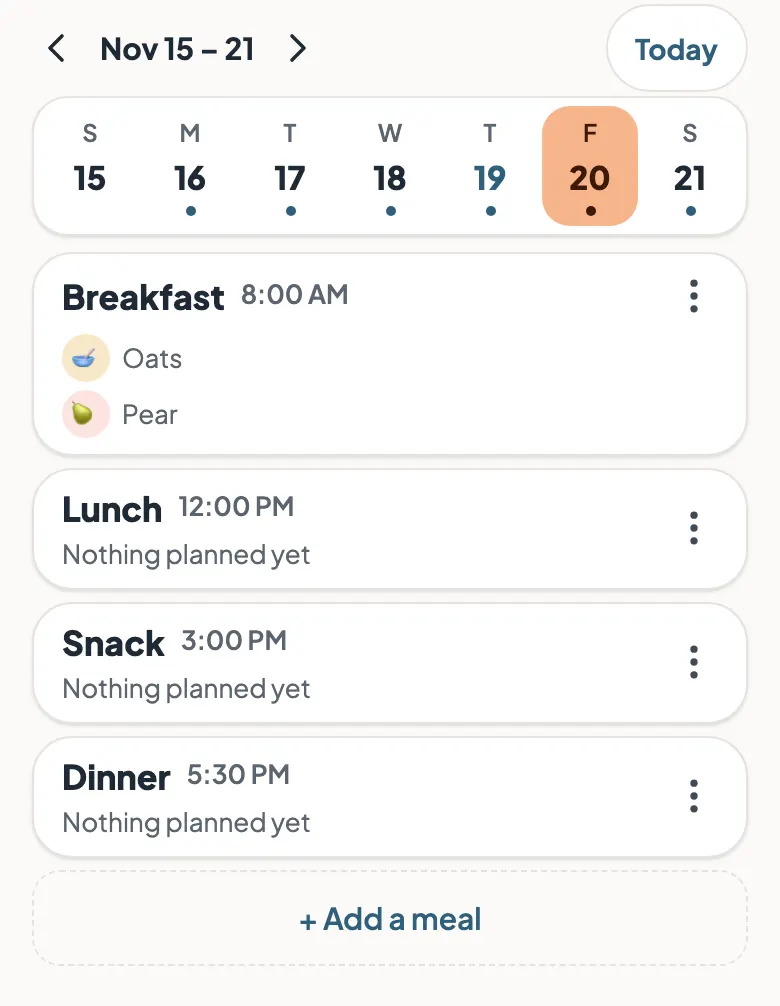 Nov 15 – 21
Today
S M T W T F S
15 16 17 18 19 20 21
Breakfast 8:00 AM
Oats
Pear
Lunch 12:00 PM
Nothing planned yet
Snack 3:00 PM
Nothing planned yet
Dinner 5:30 PM
Nothing planned yet
+ Add a meal